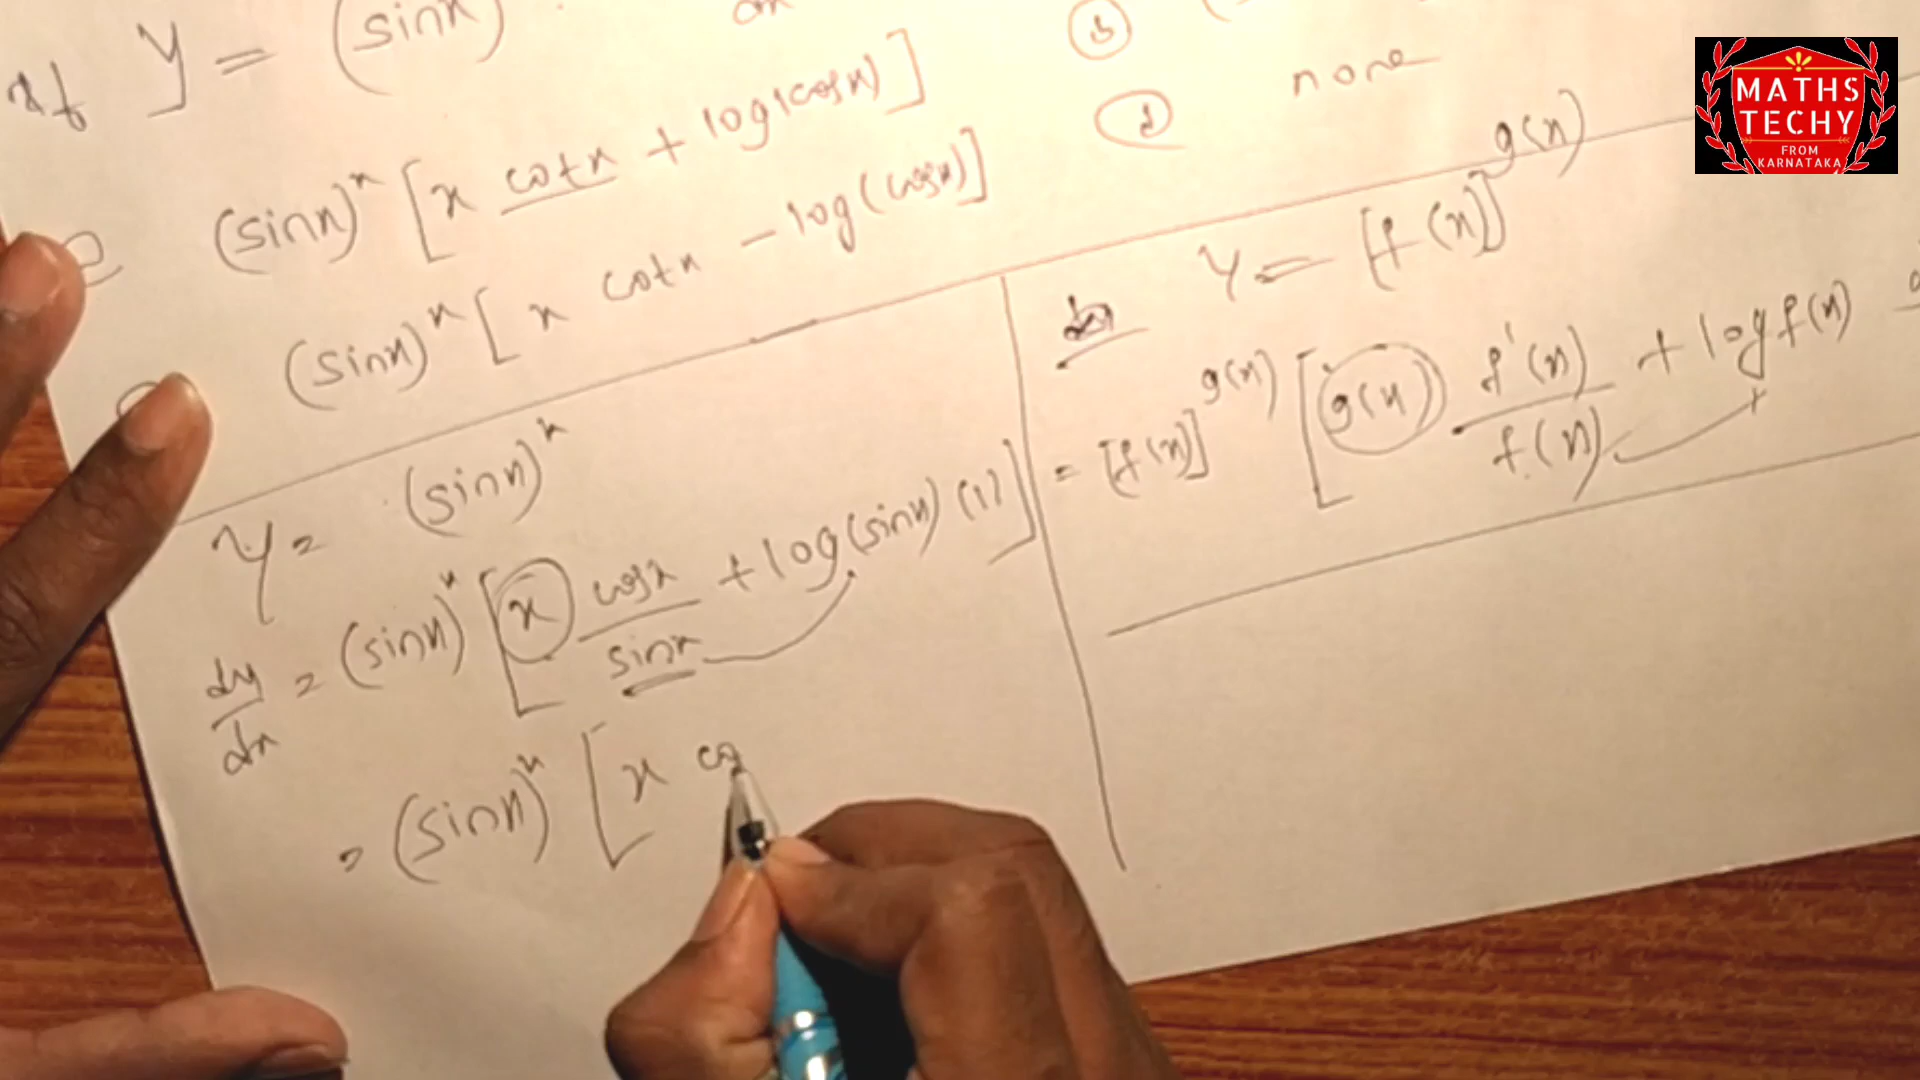 If y = (sinx)
dx
b
(sinx)^x [x cotx + log(cosx)]
d none
(sinx)^x [x cotx - log(cosx)]
y = (sinx)^x
dy/dx = (sinx)^x [x cosx/sinx + log(sinx) (1)]
= (sinx)^x [x co
y = [f(x)]^g(x)
= [f(x)]^g(x) [g(x) f'(x)/f(x) + log f(x)
MATHS
TECHY
FROM
KARNATAKA